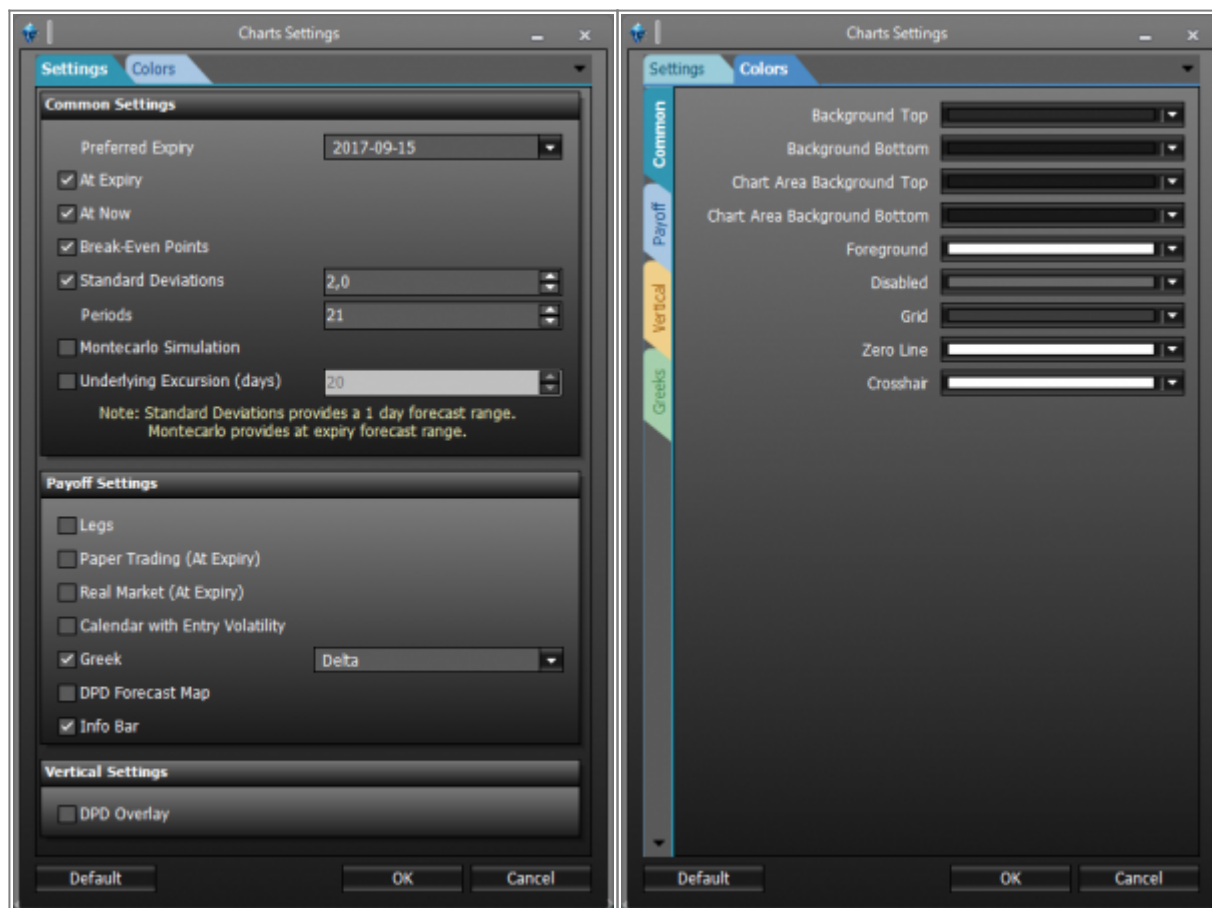 Charts Settings
Settings Colors
Common Settings
Preferred Expiry 2017-09-15
At Expiry
At Now
Break-Even Points
Standard Deviations 2,0
Periods 21
Montecarlo Simulation
Underlying Excursion (days) 20
Note: Standard Deviations provides a 1 day forecast range.
Montecarlo provides at expiry forecast range.
Payoff Settings
Legs
Paper Trading (At Expiry)
Real Market (At Expiry)
Calendar with Entry Volatility
Greek Delta
DPD Forecast Map
Info Bar
Vertical Settings
DPD Overlay
Default OK Cancel
Charts Settings
Settings Colors
Common
Payoff
Vertical
Greeks
Background Top
Background Bottom
Chart Area Background Top
Chart Area Background Bottom
Foreground
Disabled
Grid
Zero Line
Crosshair
Default OK Cancel